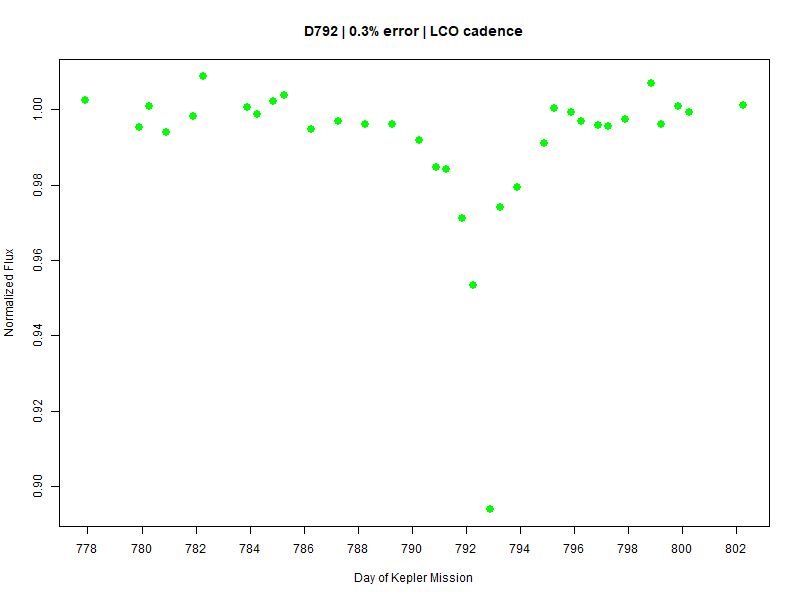 D792 | 0.3% error | LCO cadence
1.00
0.98
0.96
0.94
0.92
0.90
Normalized Flux
778 780 782 784 786 788 790 792 794 796 798 800 802
Day of Kepler Mission